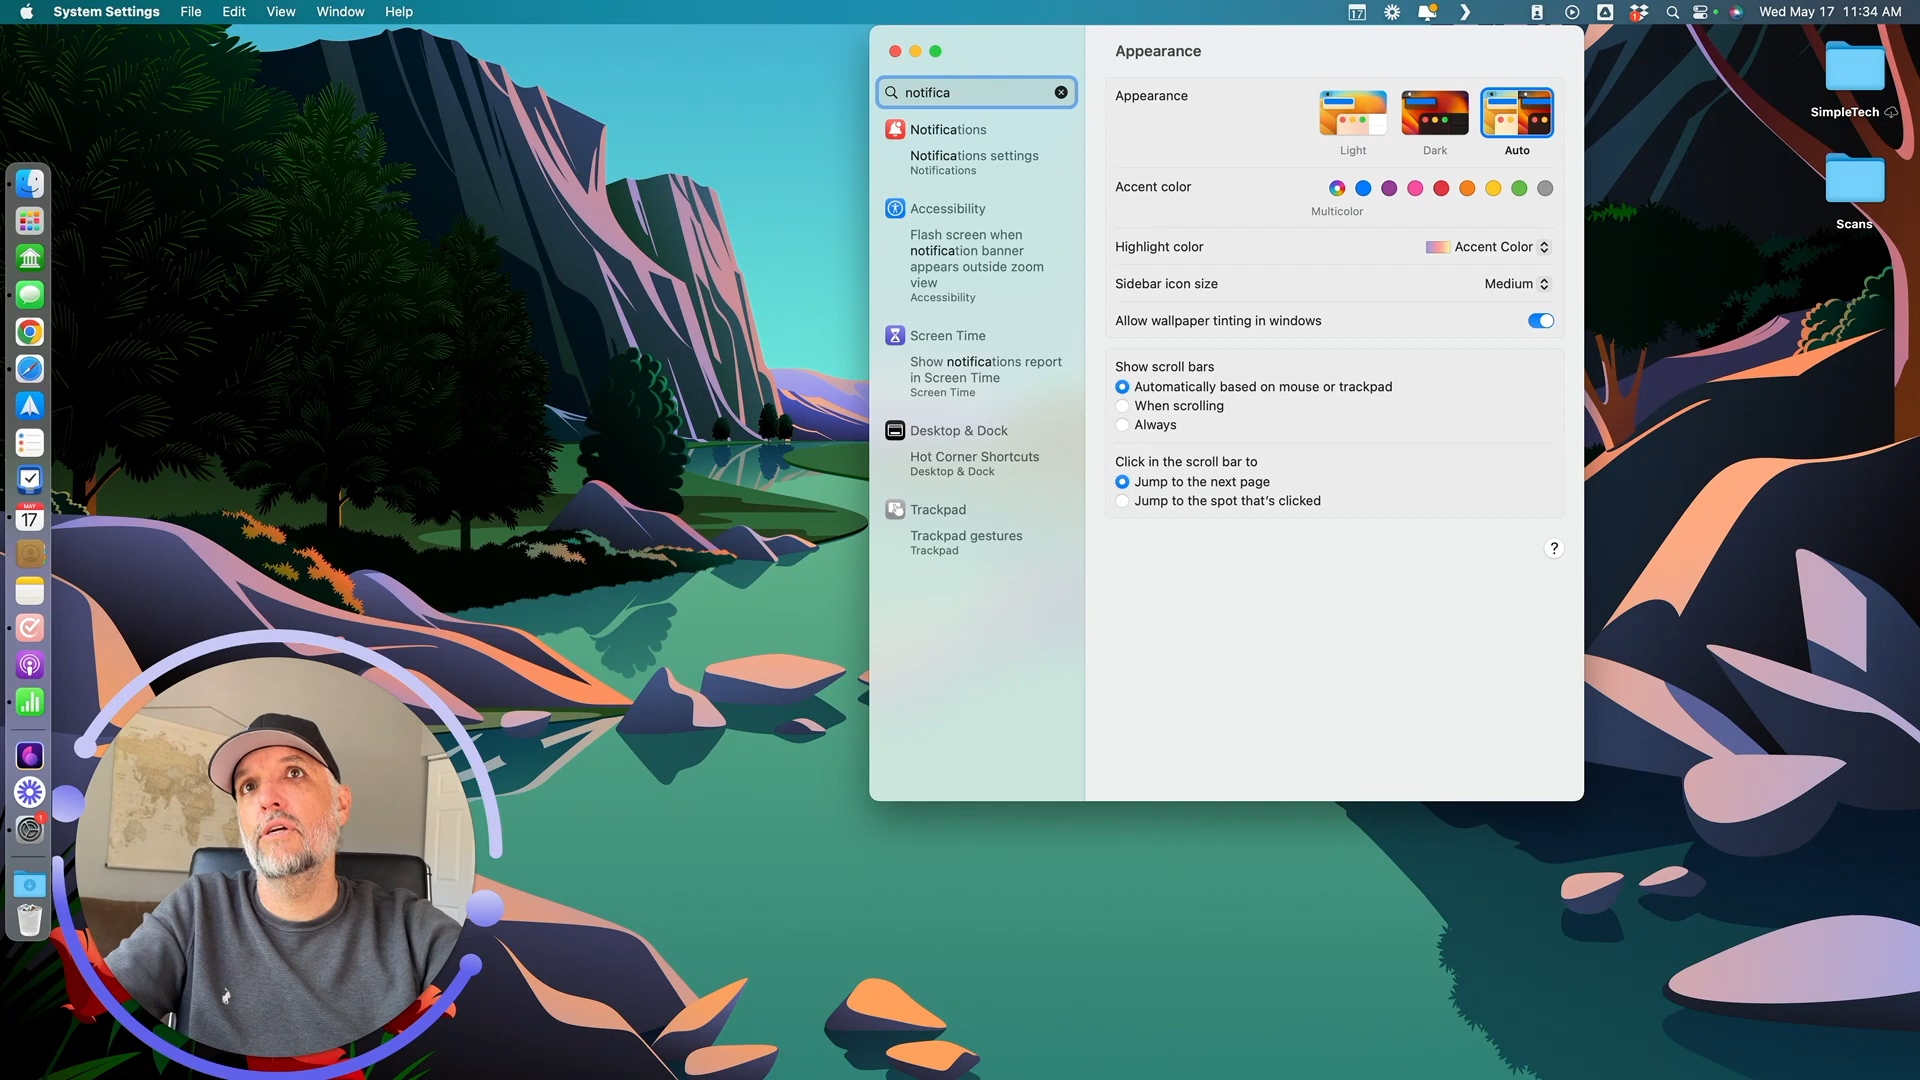 System Settings File Edit View Window Help
17
1
Wed May 17 11:34 AM
SimpleTech
Scans
notifica
Notifications
Notifications settings
Notifications
Accessibility
Flash screen when
notification banner
appears outside zoom
view
Accessibility
Screen Time
Show notifications report
in Screen Time
Screen Time
Desktop & Dock
Hot Corner Shortcuts
Desktop & Dock
Trackpad
Trackpad gestures
Trackpad
Appearance
Appearance
Light
Dark
Auto
Accent color
Multicolor
Highlight color
Accent Color
Sidebar icon size
Medium
Allow wallpaper tinting in windows
Show scroll bars
Automatically based on mouse or trackpad
When scrolling
Always
Click in the scroll bar to
Jump to the next page
Jump to the spot that's clicked
?
MAY
17
1